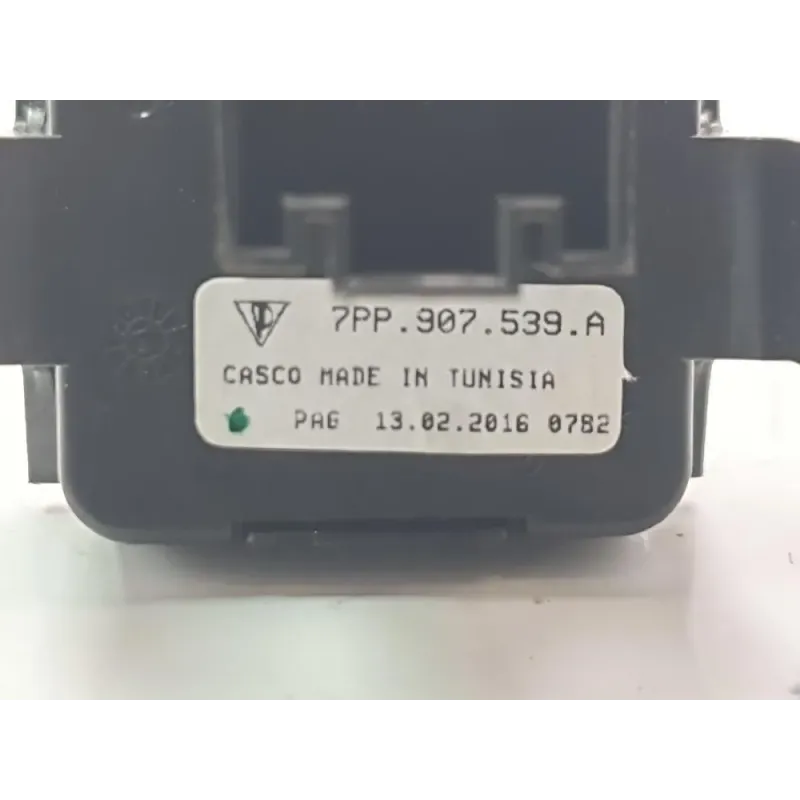 7PP.907.539.A
CASCO MADE IN TUNISIA
PAG 13.02.2016 0782